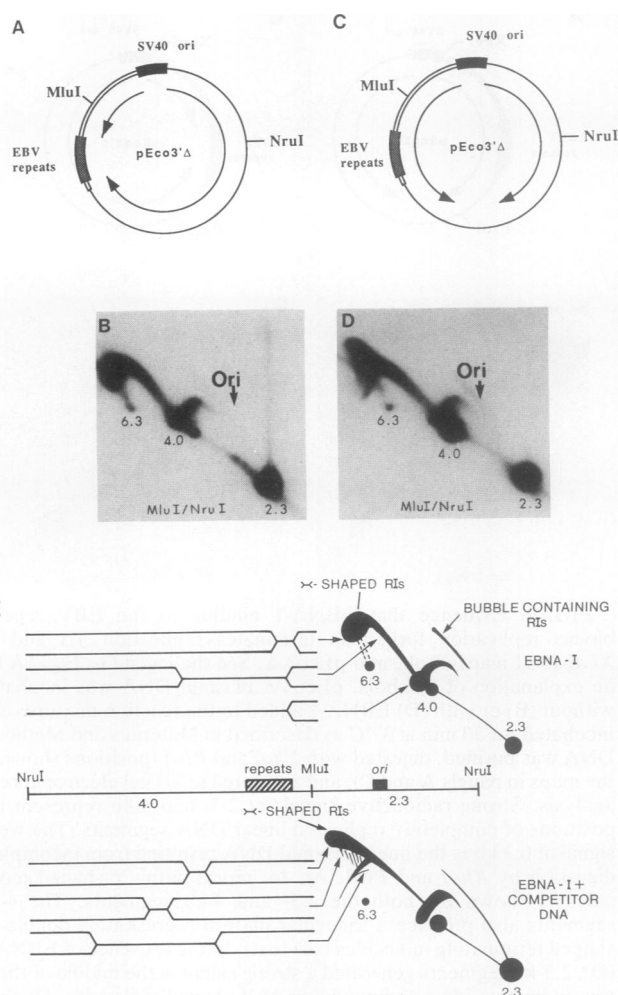 A
C
SV40 ori
SV40 ori
MluI
MluI
NruI
NruI
EBV
repeats
EBV
repeats
pEco3'Δ
pEco3'Δ
B
D
Ori
Ori
6.3
4.0
2.3
6.3
4.0
2.3
MluI/NruI
MluI/NruI
- SHAPED RIs
BUBBLE CONTAINING
RIs
EBNA-I
6.3
4.0
2.3
NruI
repeats
ori
NruI
4.0
2.3
- SHAPED RIs
EBNA-I +
COMPETITOR
DNA
6.3
2.3